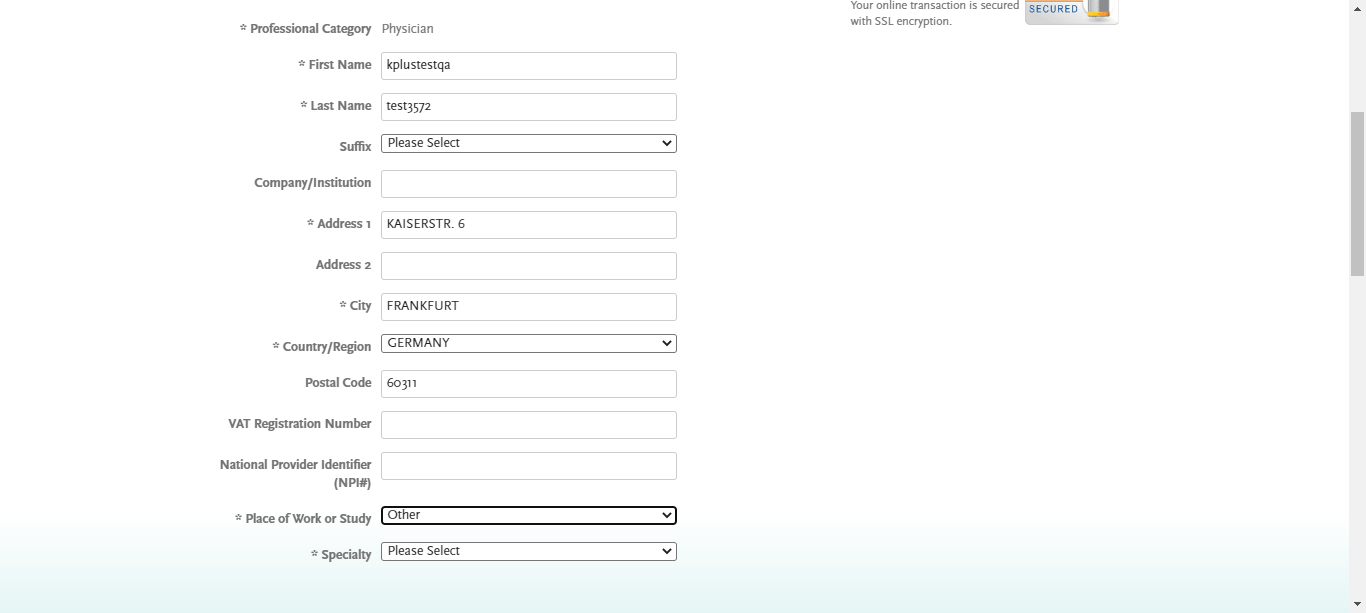 Your online transaction is secured
with SSL encryption.
SECURED
* Professional Category Physician
* First Name kplustestqa
* Last Name test3572
Suffix Please Select
Company/Institution
* Address 1 KAISERSTR. 6
Address 2
* City FRANKFURT
* Country/Region GERMANY
Postal Code 60311
VAT Registration Number
National Provider Identifier
(NPI#)
* Place of Work or Study Other
* Specialty Please Select